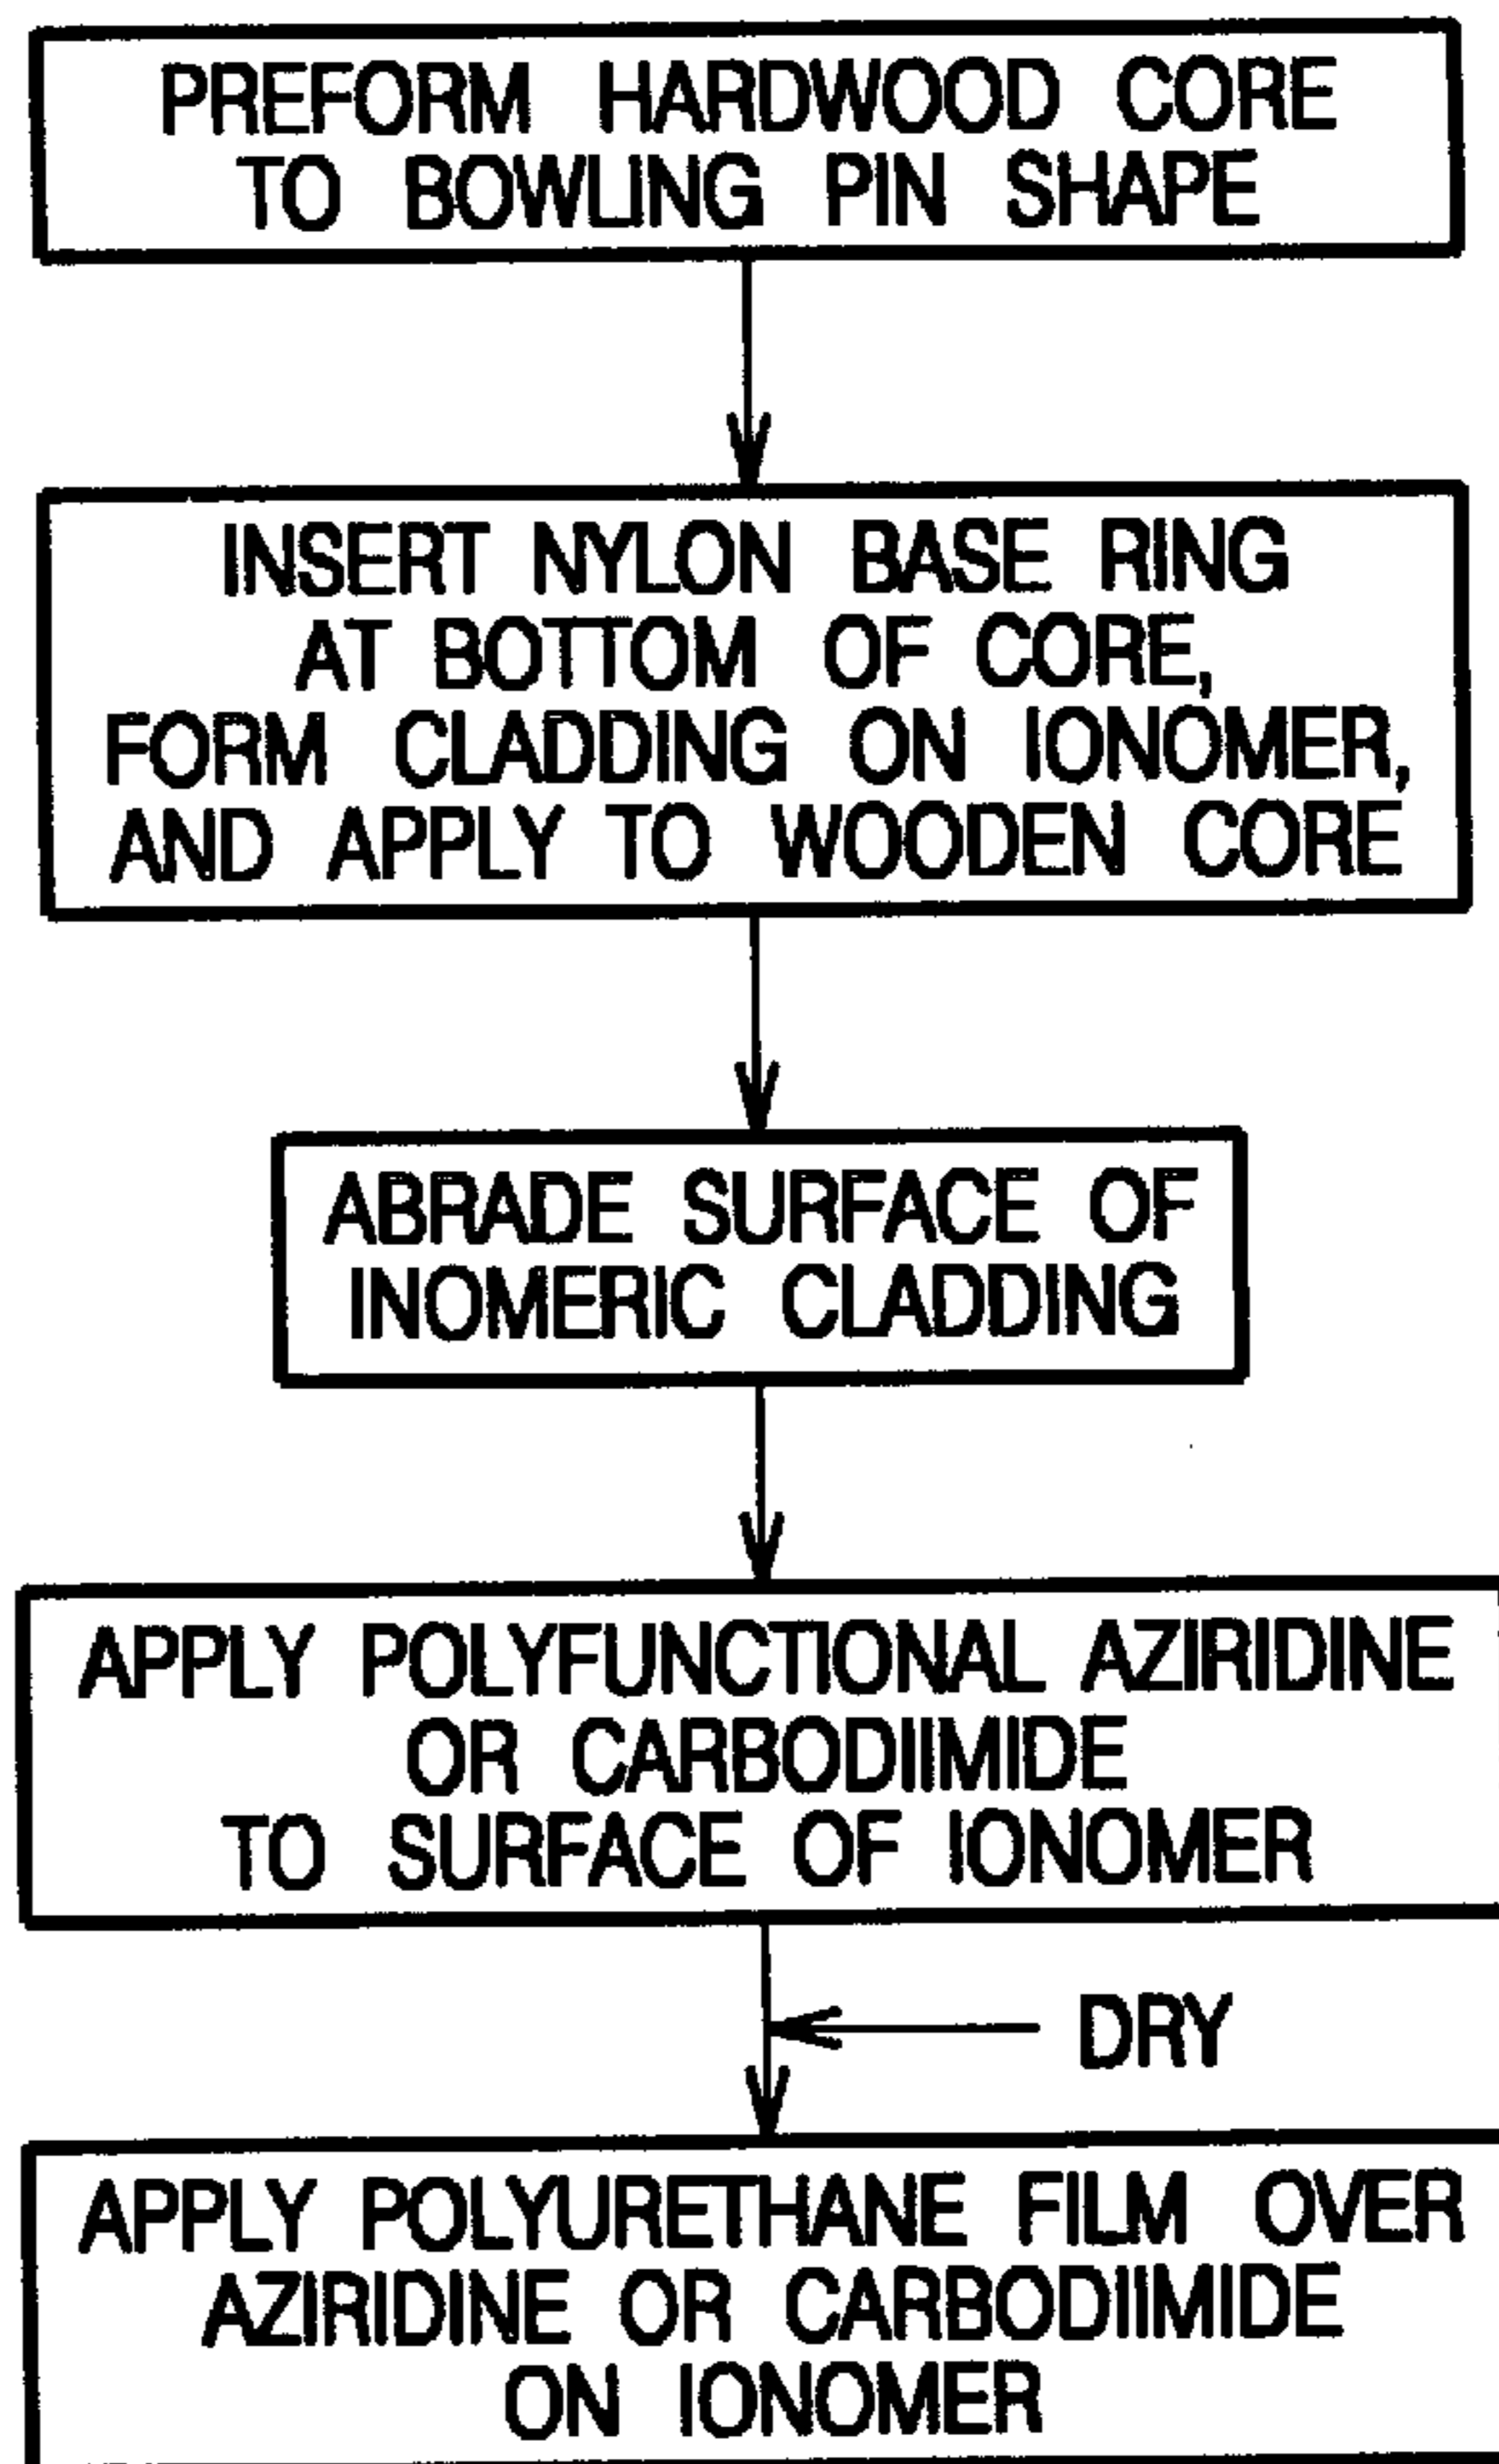 PREFORM HARDWOOD CORE
TO BOWLING PIN SHAPE
INSERT NYLON BASE RING
AT BOTTOM OF CORE,
FORM CLADDING ON IONOMER,
AND APPLY TO WOODEN CORE
ABRADE SURFACE OF
INOMERIC CLADDING
APPLY POLYFUNCTIONAL AZIRIDINE
OR CARBODIIMIDE
TO SURFACE OF IONOMER
DRY
APPLY POLYURETHANE FILM OVER
AZIRIDINE OR CARBODIIMIDE
ON IONOMER